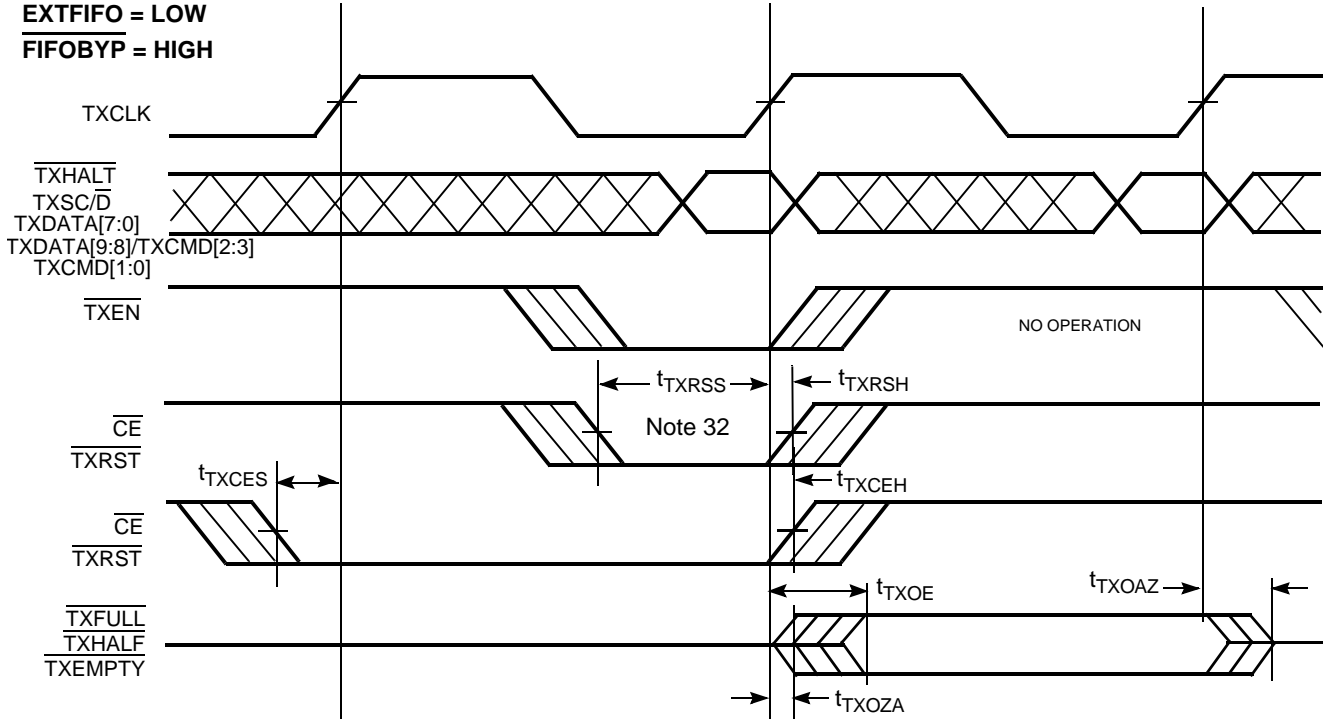 EXTFIFO = LOW
FIFOBYP = HIGH
TXCLK
TXHALT
TXSC/D
TXDATA[7:0]
TXDATA[9:8]/TXCMD[2:3]
TXCMD[1:0]
TXEN
NO OPERATION
tTXRSS
tTXRSH
CE
Note 32
TXRST
tTXCES
tTXCEH
CE
TXRST
tTXOE
tTXOAZ
TXFULL
TXHALF
TXEMPTY
tTXOZA